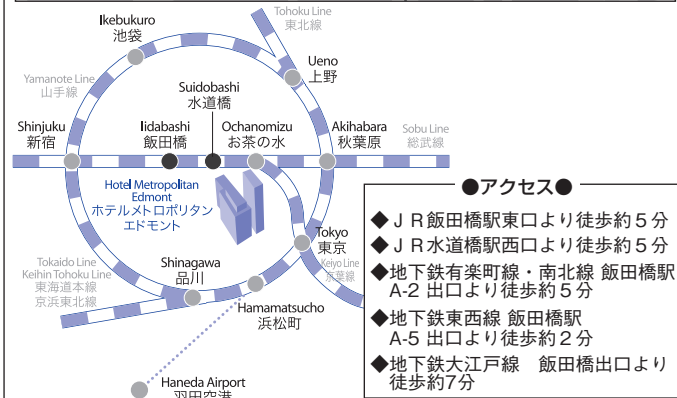 Tohoku Line
東北線
Ikebukuro
池袋
Ueno
上野
Yamanote Line
山手線
Suidobashi
水道橋
Shinjuku
新宿
Iidabashi
飯田橋
Ochanomizu
お茶の水
Akihabara
秋葉原
Sobu Line
総武線
Hotel Metropolitan
Edmont
ホテルメトロポリタン
エドモント
Tokyo
東京
Keiyo Line
京葉線
Tokaido Line
Keihin Tohoku Line
東海道本線
京浜東北線
Shinagawa
品川
Hamamatsucho
浜松町
Haneda Airport
羽田空港
●アクセス●
◆ＪＲ飯田橋駅東口より徒歩約５分
◆ＪＲ水道橋駅西口より徒歩約５分
◆地下鉄有楽町線・南北線 飯田橋駅
A-2 出口より徒歩約５分
◆地下鉄東西線 飯田橋駅
A-5 出口より徒歩約２分
◆地下鉄大江戸線　飯田橋出口より
徒歩約7分